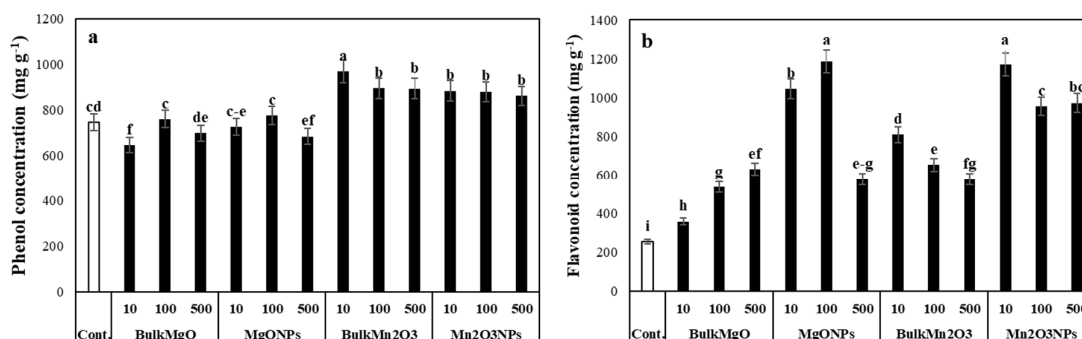 a
Phenol concentration (mg g⁻¹)
1200
1000
800
600
400
200
0
cd
f
c
de
c-e
c
ef
a
b
b
b
b
b
10 100 500 10 100 500 10 100 500 10 100 500
Cont. BulkMgO MgONPs BulkMn2O3 Mn2O3NPs
b
Flavonoid concentration (mg g⁻¹)
1400
1200
1000
800
600
400
200
0
i
h
g
ef
b
a
e-g
d
e
fg
a
c
bc
10 100 500 10 100 500 10 100 500 10 100 500
Cont. BulkMgO MgONPs BulkMn2O3 Mn2O3NPs